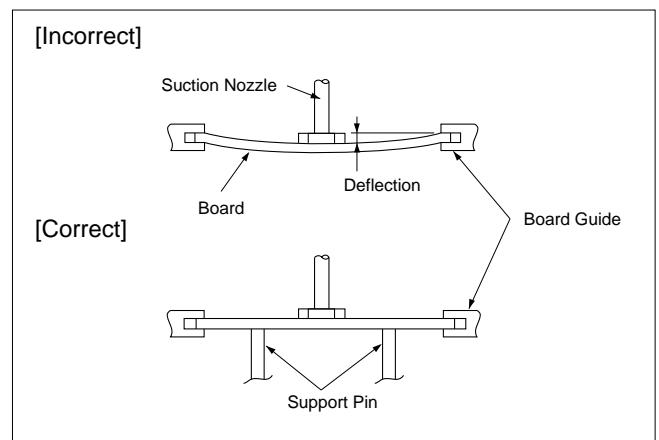 [Incorrect]
Suction Nozzle
Deflection
Board
Board Guide
[Correct]
Support Pin